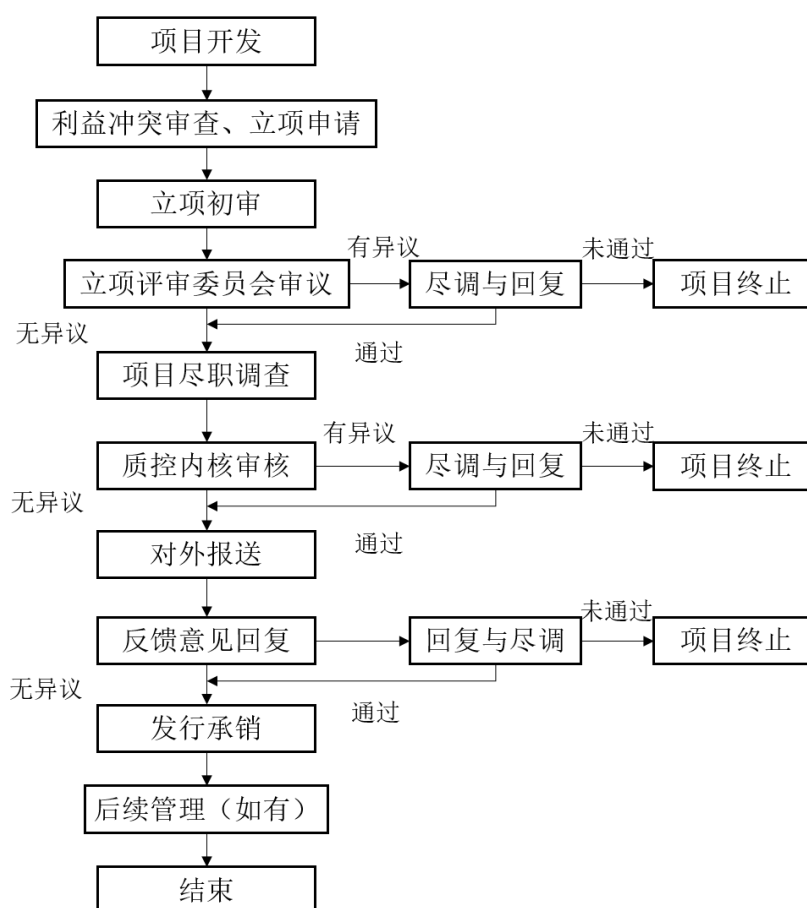 项目开发
利益冲突审查、立项申请
立项初审
有异议
未通过
立项评审委员会审议
尽调与回复
项目终止
无异议
通过
项目尽职调查
有异议
未通过
质控内核审核
尽调与回复
项目终止
无异议
通过
对外报送
未通过
反馈意见回复
回复与尽调
项目终止
无异议
通过
发行承销
后续管理（如有）
结束